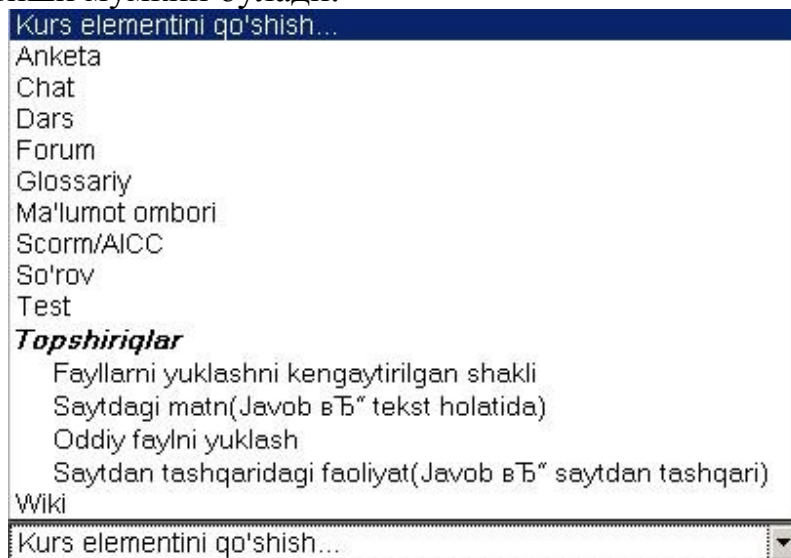 мумкин булади.
Kurs elementini qo'shish...
Anketa
Chat
Dars
Forum
Glossariy
Ma'lumot ombori
Scorm/AICC
So'rov
Test
Topshiriqlar
Fayllarni yuklashni kengaytirilgan shakli
Saytdagi matn(Javob вЂ“ tekst holatida)
Oddiy faylni yuklash
Saytdan tashqaridagi faoliyat(Javob вЂ“ saytdan tashqari)
Wiki
Kurs elementini qo'shish...